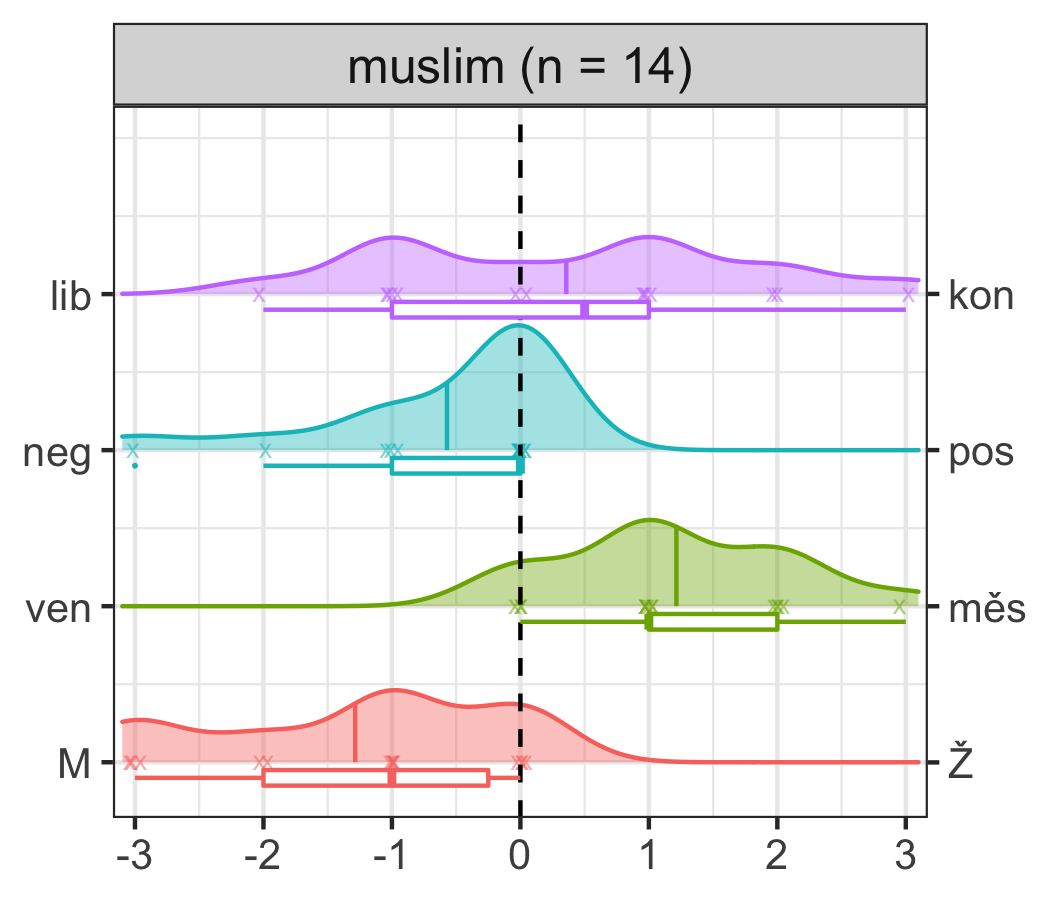 muslim (n = 14)
lib kon
neg pos
ven měs
M Ž
-3 -2 -1 0 1 2 3